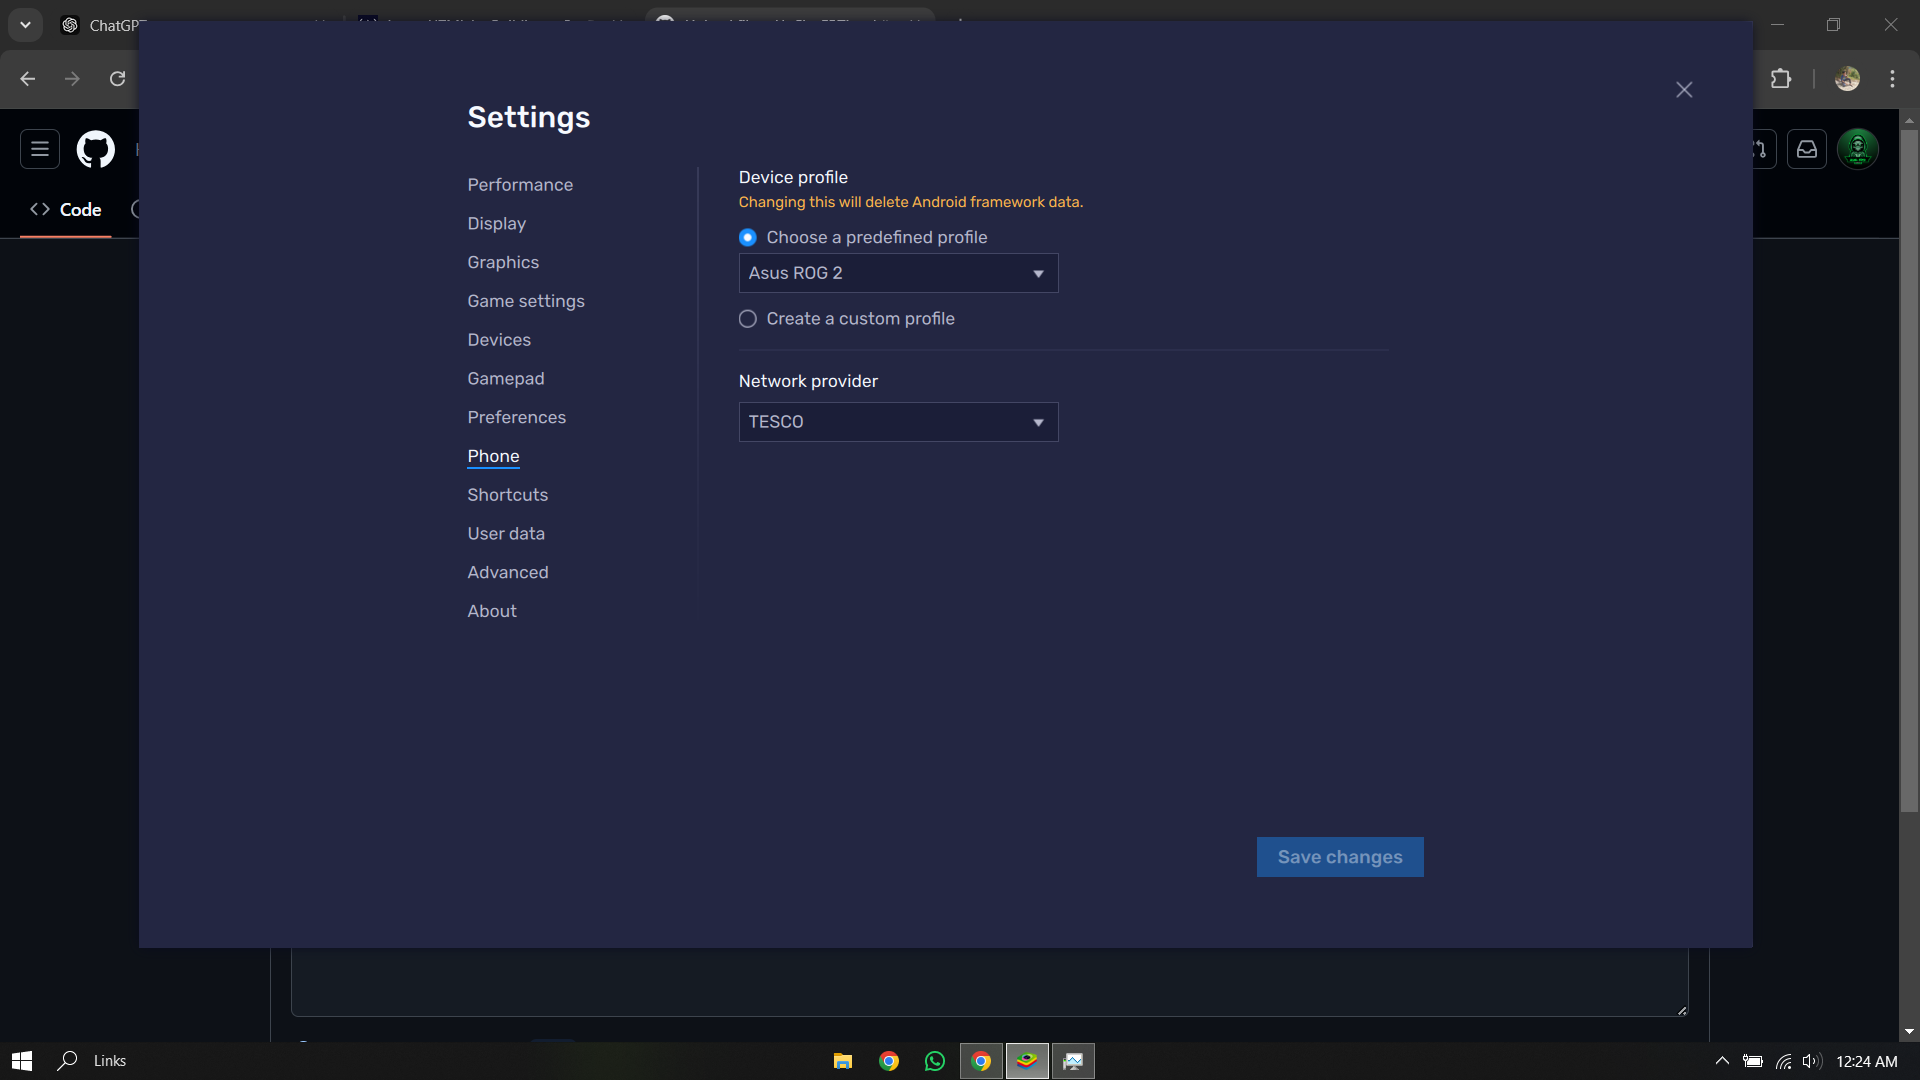 ChatGPT
Code
Settings
Performance
Display
Graphics
Game settings
Devices
Gamepad
Preferences
Phone
Shortcuts
User data
Advanced
About
Device profile
Changing this will delete Android framework data.
Choose a predefined profile
Asus ROG 2
Create a custom profile
Network provider
TESCO
Save changes
Links
12:24 AM